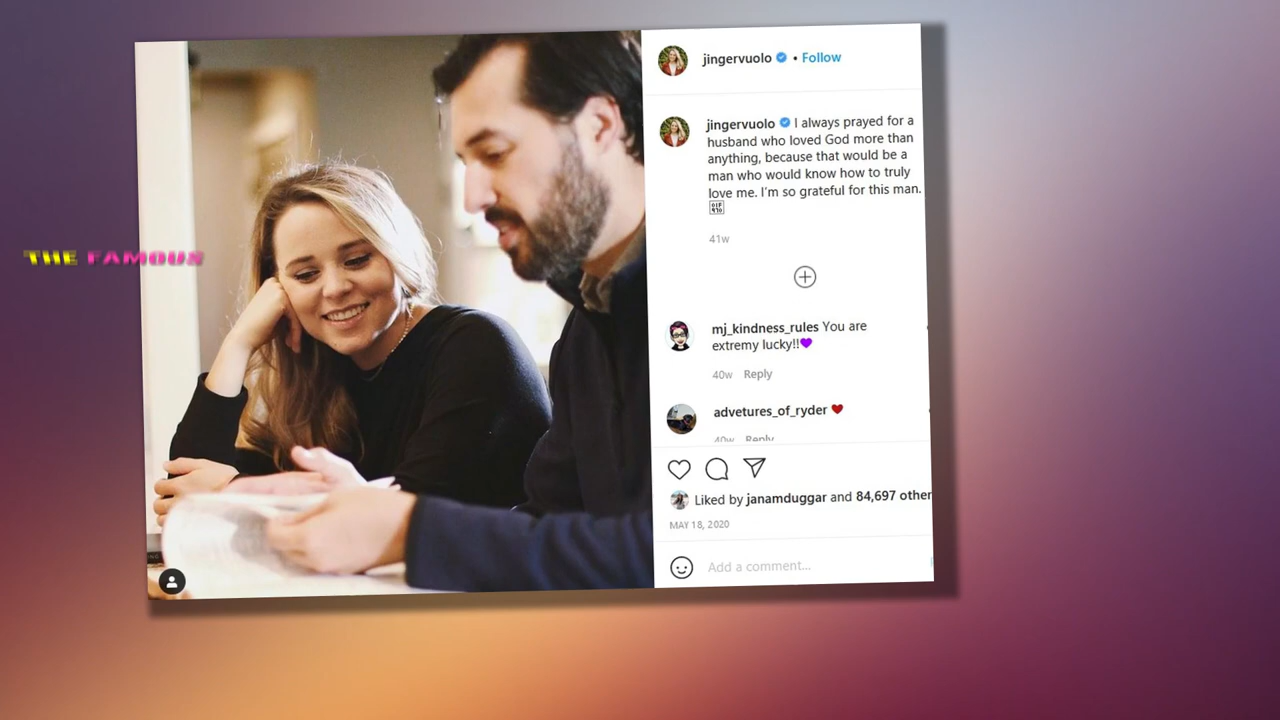 THE FAMOUS
jingervuolo • Follow
jingervuolo I always prayed for a
husband who loved God more than
anything, because that would be a
man who would know how to truly
love me. I'm so grateful for this man.
41w
mj_kindness_rules You are
extremy lucky!!💜
40w Reply
advetures_of_ryder ❤️
40w Reply
Liked by janamduggar and 84,697 other
MAY 18, 2020
Add a comment...